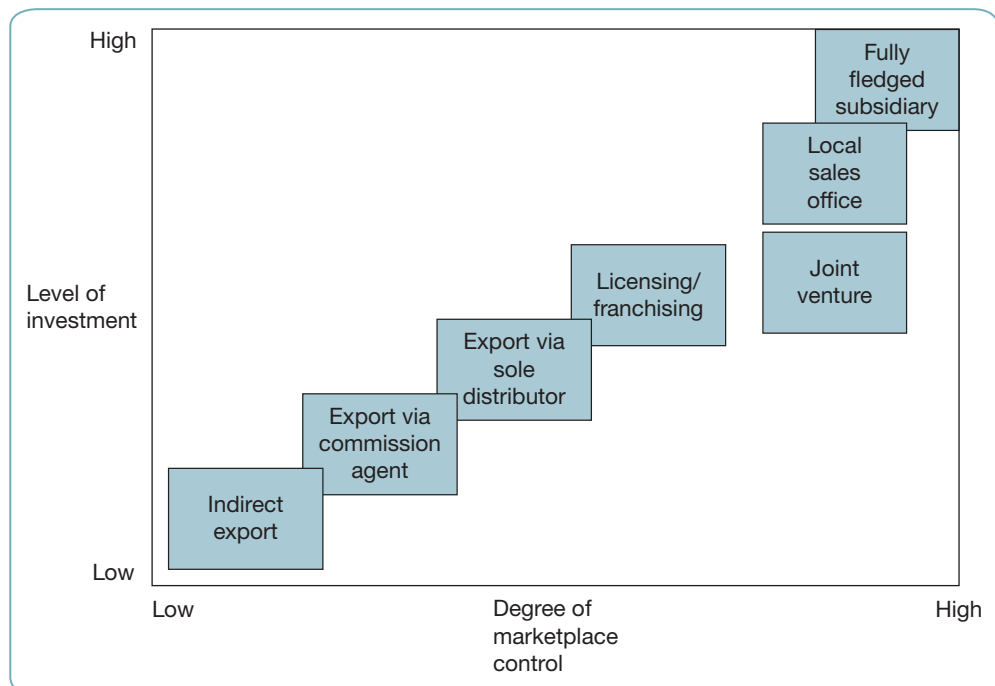 High
Fully
fledged
subsidiary
Local
sales
office
Joint
venture
Licensing/
franchising
Level of
investment
Export via
sole
distributor
Export via
commission
agent
Indirect
export
Low
Low
Degree of
marketplace
control
High